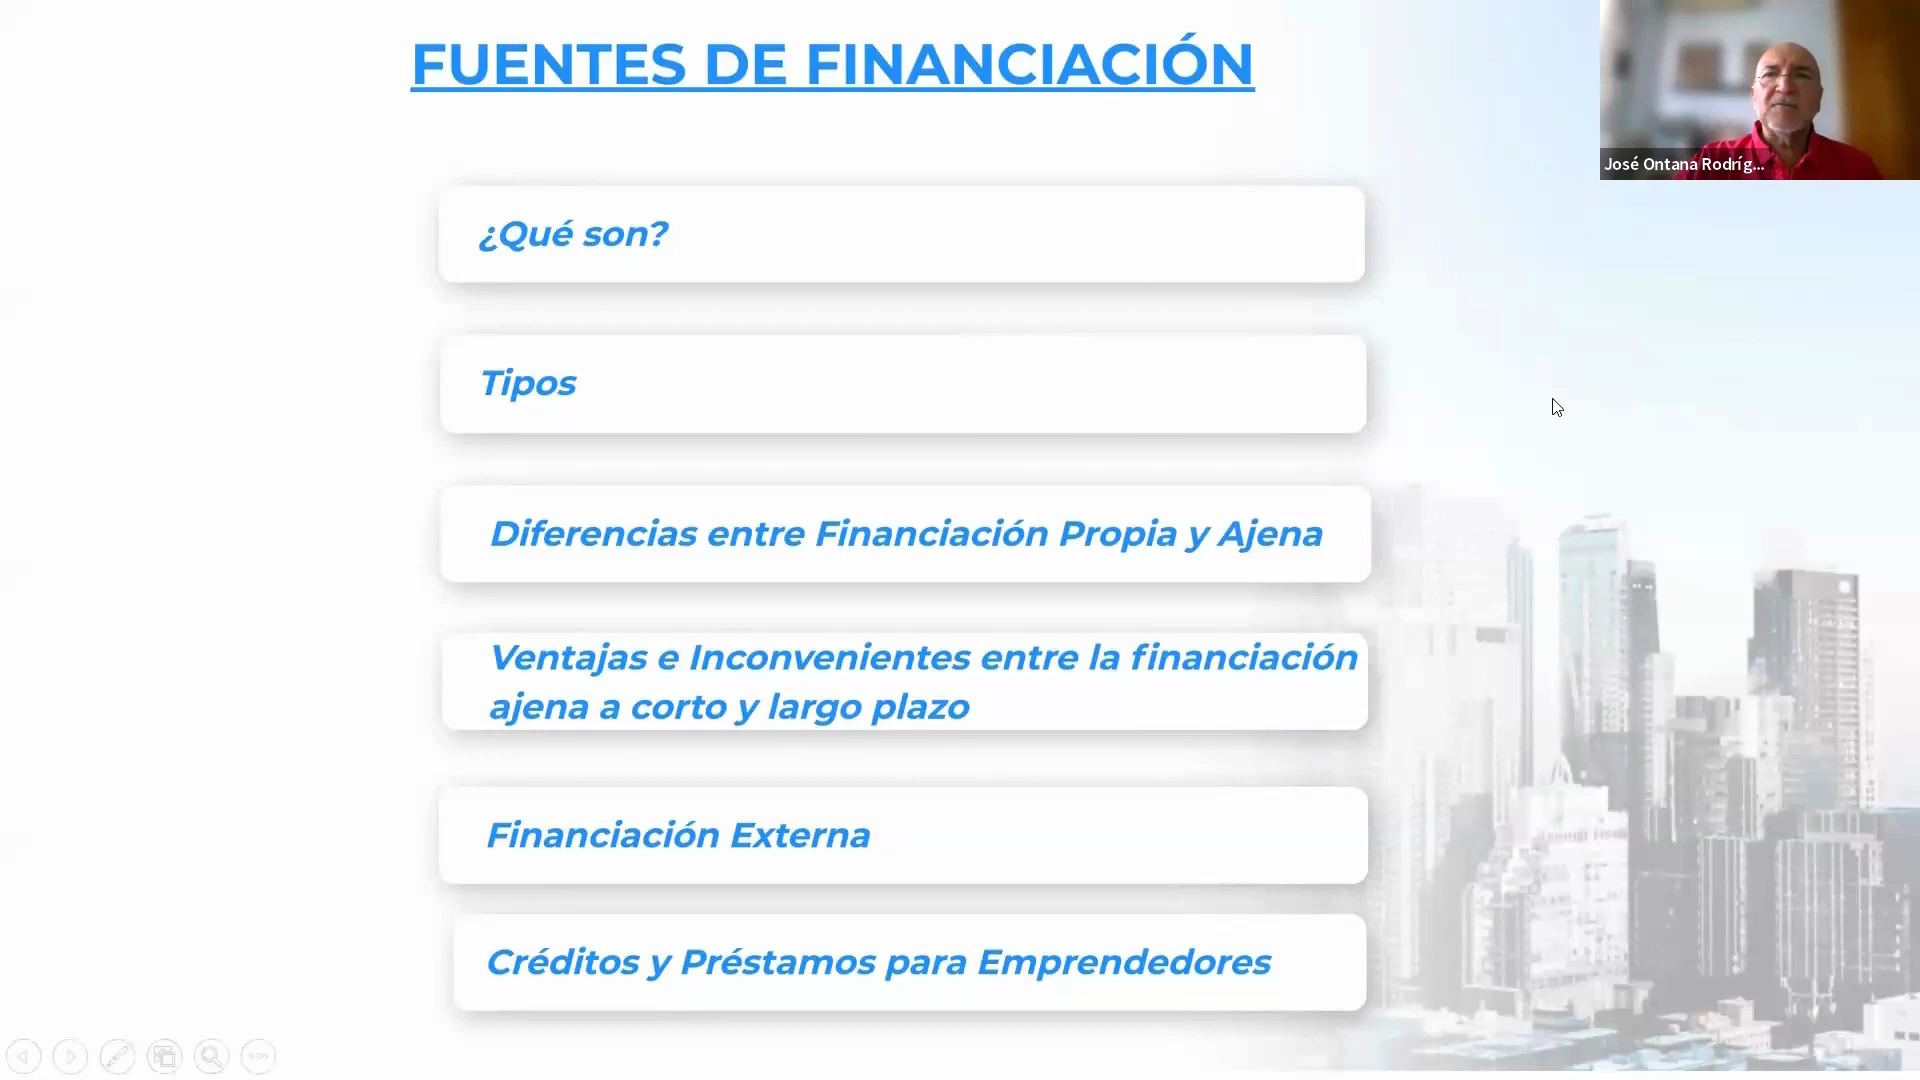 FUENTES DE FINANCIACIÓN
José Ontana Rodríg...
¿Qué son?
Tipos
Diferencias entre Financiación Propia y Ajena
Ventajas e Inconvenientes entre la financiación
ajena a corto y largo plazo
Financiación Externa
Créditos y Préstamos para Emprendedores